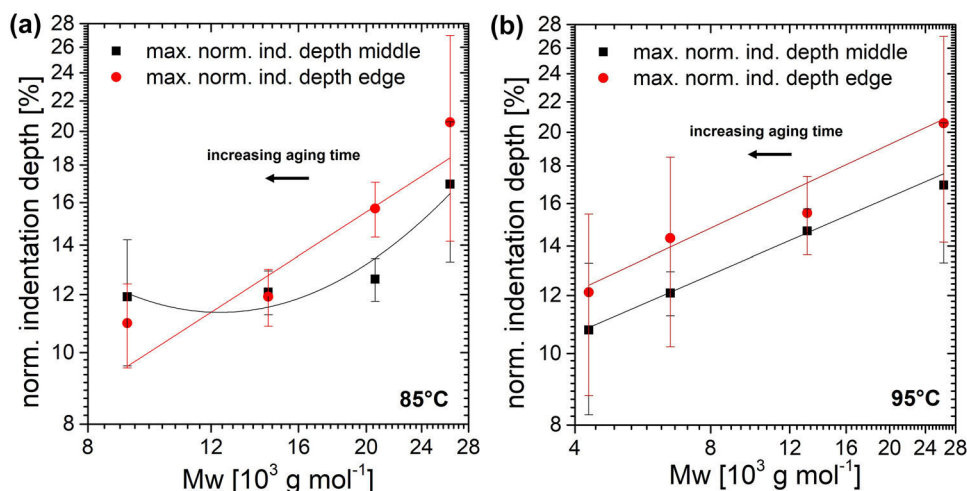 (a)
28
26
24
22
20
18
16
14
12
10
8
norm. indentation depth [%]
max. norm. ind. depth middle
max. norm. ind. depth edge
increasing aging time
85°C
8
12
16
20
24
28
Mw [10³ g mol⁻¹]
(b)
28
26
24
22
20
18
16
14
12
10
8
norm. indentation depth [%]
max. norm. ind. depth middle
max. norm. ind. depth edge
increasing aging time
95°C
4
8
12
16
20
24
28
Mw [10³ g mol⁻¹]